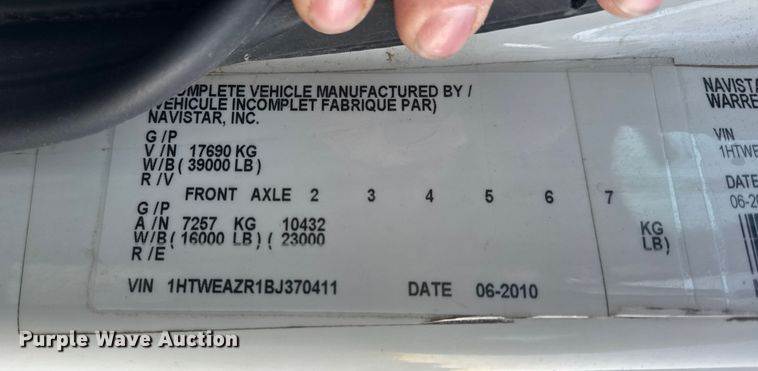 COMPLETE VEHICLE MANUFACTURED BY /
VEHICULE INCOMPLET FABRIQUE PAR)
NAVISTAR, INC.
G/P
V/N 17690 KG
W/B ( 39000 LB)
R/V
FRONT AXLE 2 3 4 5 6 7
G/P
A/N 7257 KG 10432 KG
W/B( 16000 LB) ( 23000 LB)
R/E
VIN 1HTWEAZR1BJ370411 DATE 06-2010
NAVISTA
WARRE
VIN
1HTWE
DATE
06-20
Purple Wave Auction